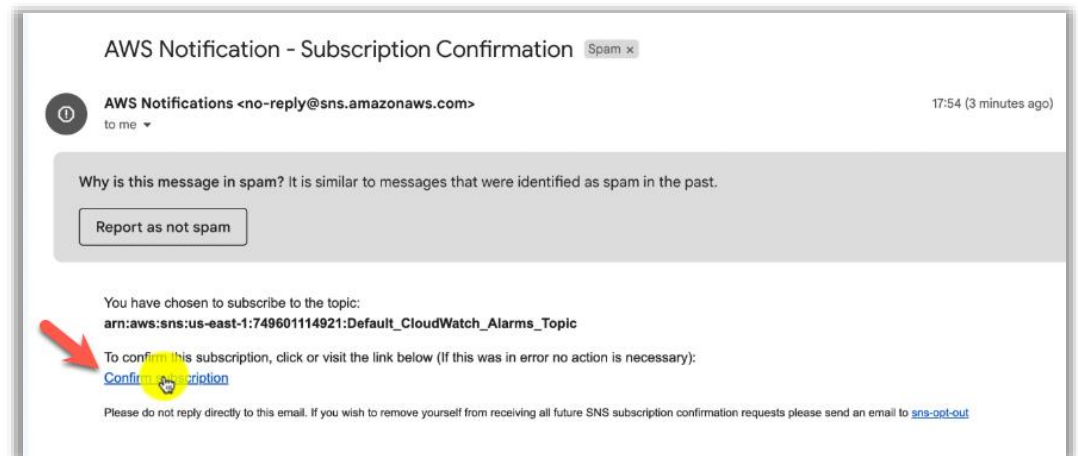 AWS Notification - Subscription Confirmation Spam x
AWS Notifications <no-reply@sns.amazonaws.com> 17:54 (3 minutes ago)
to me
Why is this message in spam? It is similar to messages that were identified as spam in the past.
Report as not spam
You have chosen to subscribe to the topic:
arn:aws:sns:us-east-1:749601114921:Default_CloudWatch_Alarms_Topic
To confirm this subscription, click or visit the link below (If this was in error no action is necessary):
Confirm subscription
Please do not reply directly to this email. If you wish to remove yourself from receiving all future SNS subscription confirmation requests please send an email to sns-opt-out